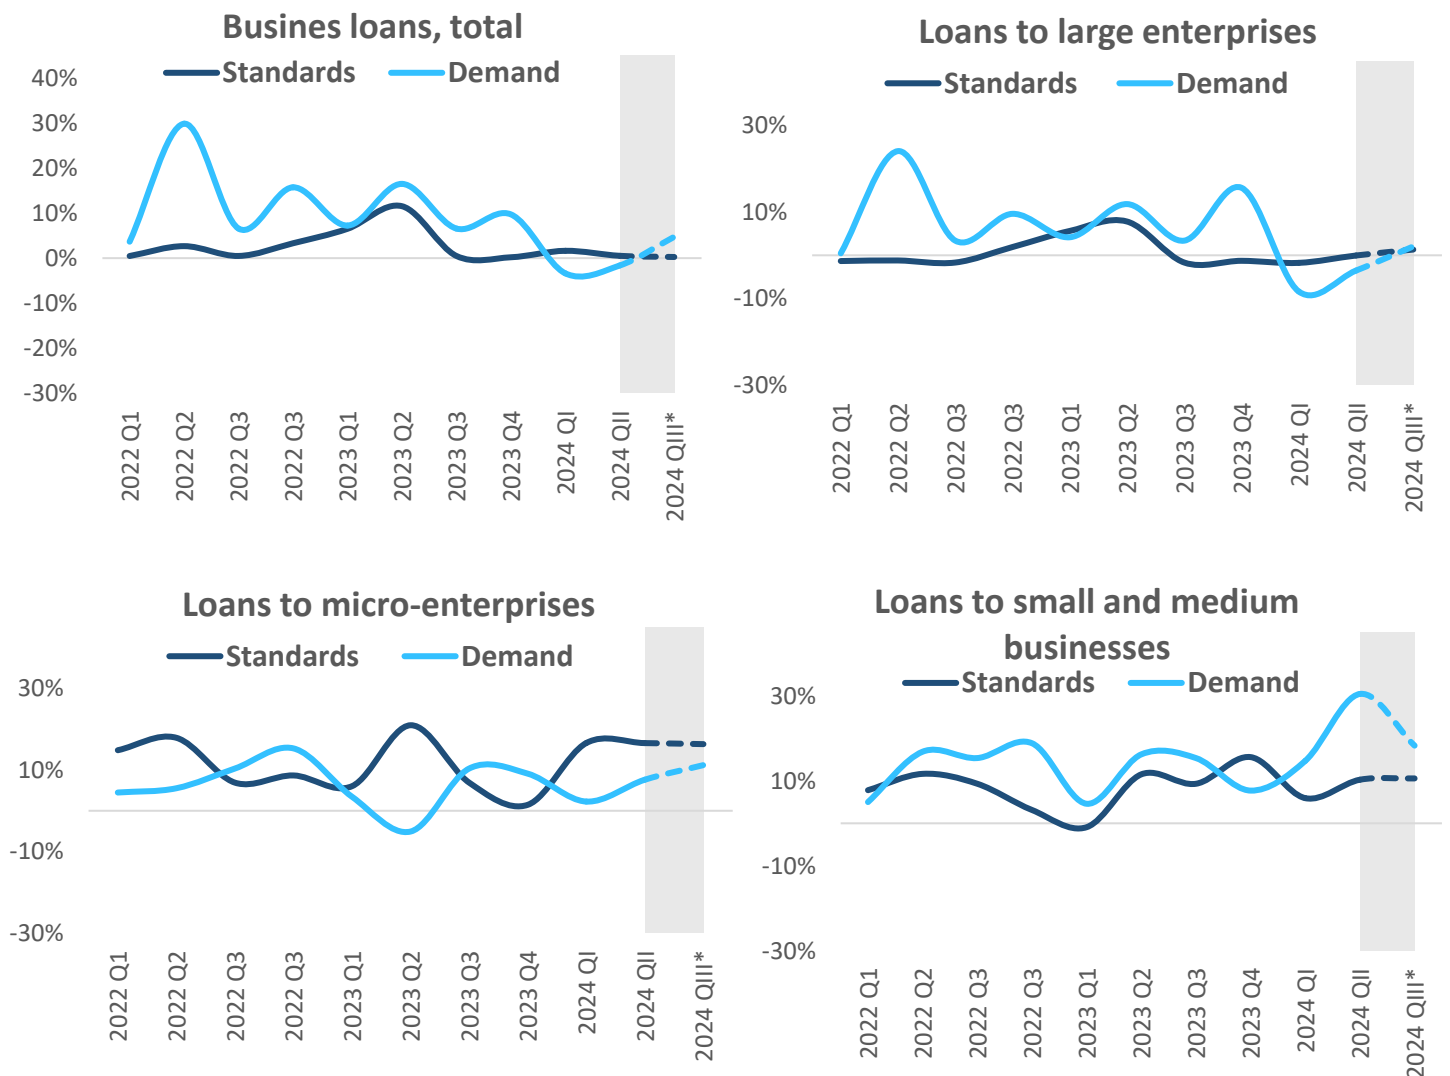 Busines loans, total
Standards Demand
40%
30%
20%
10%
0%
-10%
-20%
-30%
2022 Q1
2022 Q2
2022 Q3
2022 Q3
2023 Q1
2023 Q2
2023 Q3
2023 Q4
2024 QI
2024 QII
2024 QIII*
Loans to large enterprises
Standards Demand
30%
10%
-10%
-30%
2022 Q1
2022 Q2
2022 Q3
2022 Q3
2023 Q1
2023 Q2
2023 Q3
2023 Q4
2024 QI
2024 QII
2024 QIII*
Loans to micro-enterprises
Standards Demand
30%
10%
-10%
-30%
2022 Q1
2022 Q2
2022 Q3
2022 Q3
2023 Q1
2023 Q2
2023 Q3
2023 Q4
2024 QI
2024 QII
2024 QIII*
Loans to small and medium
businesses
Standards Demand
30%
10%
-10%
-30%
2022 Q1
2022 Q2
2022 Q3
2022 Q3
2023 Q1
2023 Q2
2023 Q3
2023 Q4
2024 QI
2024 QII
2024 QIII*